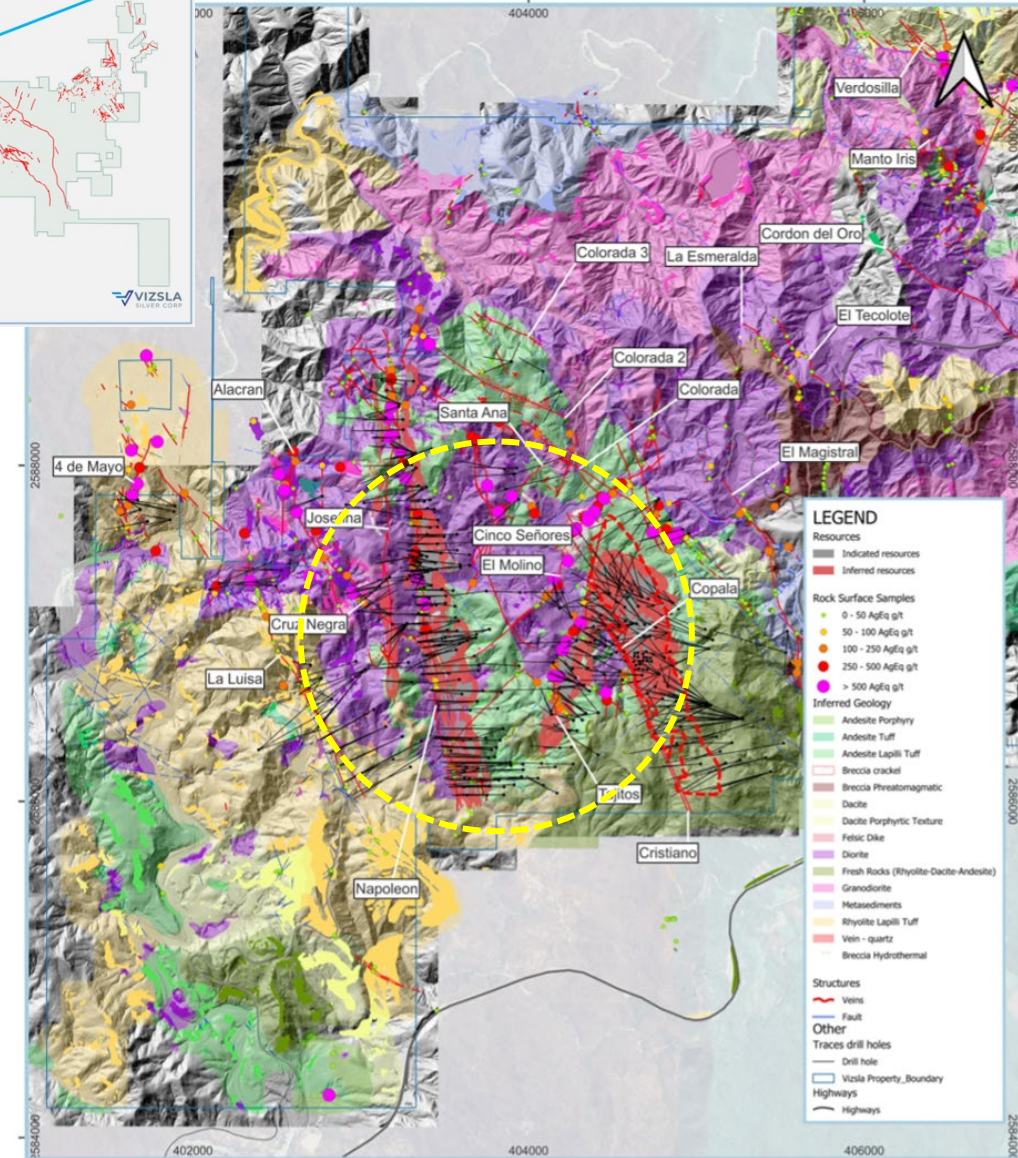 000
404000
406000
Verdosilla
Manto Iris
Cordon del Oro
Colorada 3
La Esmeralda
VIZSLA
SILVER CORP
El Tecolote
Colorada 2
Alacran
Colorada
Santa Ana
2588000
4 de Mayo
El Magistral
Josefina
Cinco Señores
El Molino
Copala
Cruz Negra
La Luisa
Tajitos
2586000
Cristiano
Napoleon
LEGEND
Resources
Indicated resources
Inferred resources
Rock Surface Samples
0 - 50 AgEq g/t
50 - 100 AgEq g/t
100 - 250 AgEq g/t
250 - 500 AgEq g/t
> 500 AgEq g/t
Inferred Geology
Andesite Porphyry
Andesite Tuff
Andesite Lapilli Tuff
Breccia crackel
Breccia Phreatomagmatic
Dacite
Dacite Porphyrtic Texture
Felsic Dike
Diorite
Fresh Rocks (Rhyolite-Dacite-Andesite)
Granodiorite
Metasediments
Rhyolite Lapilli Tuff
Vein - quartz
Breccia Hydrothermal
Structures
Veins
Fault
Other
Traces drill holes
Drill hole
Vizsla Property_Boundary
Highways
Highways
2584000
2584000
402000
404000
406000